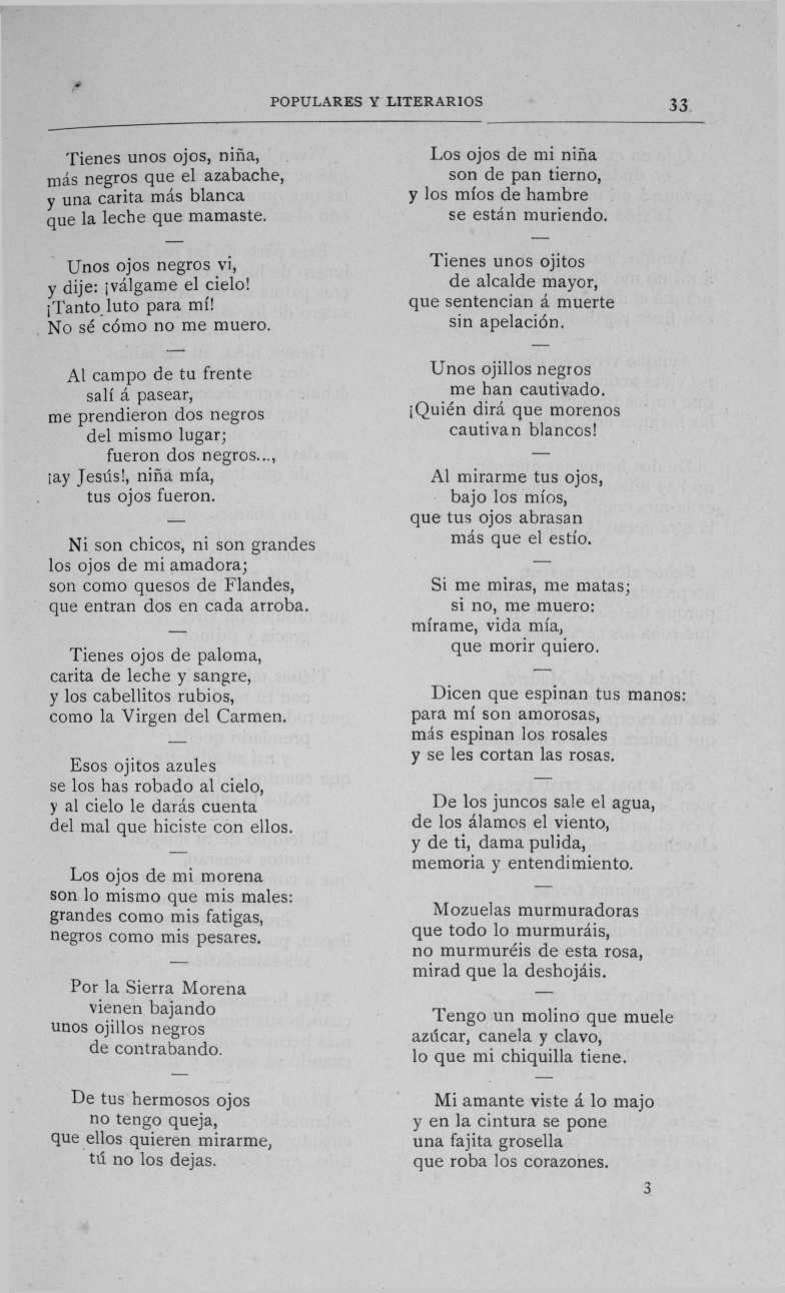 POPULARES Y LITERARIOS 33
Tienes unos ojos, niña,
más negros que el azabache,
y una carita más blanca
que la leche que mamaste.
—
Unos ojos negros vi,
y dije: ¡válgame el cielo!
¡Tanto luto para mí!
No sé cómo no me muero.
—
Al campo de tu frente
salí á pasear,
me prendieron dos negros
del mismo lugar;
fueron dos negros...,
¡ay Jesús!, niña mía,
tus ojos fueron.
—
Ni son chicos, ni son grandes
los ojos de mi amadora;
son como quesos de Flandes,
que entran dos en cada arroba.
—
Tienes ojos de paloma,
carita de leche y sangre,
y los cabellitos rubios,
como la Virgen del Carmen.
—
Esos ojitos azules
se los has robado al cielo,
y al cielo le darás cuenta
del mal que hiciste con ellos.
—
Los ojos de mi morena
son lo mismo que mis males:
grandes como mis fatigas,
negros como mis pesares.
—
Por la Sierra Morena
vienen bajando
unos ojillos negros
de contrabando.
—
De tus hermosos ojos
no tengo queja,
que ellos quieren mirarme,
tú no los dejas.
Los ojos de mi niña
son de pan tierno,
y los míos de hambre
se están muriendo.
—
Tienes unos ojitos
de alcalde mayor,
que sentencian á muerte
sin apelación.
—
Unos ojillos negros
me han cautivado.
¡Quién dirá que morenos
cautivan blancos!
—
Al mirarme tus ojos,
bajo los míos,
que tus ojos abrasan
más que el estío.
—
Si me miras, me matas;
si no, me muero:
mírame, vida mía,
que morir quiero.
—
Dicen que espinan tus manos:
para mí son amorosas,
más espinan los rosales
y se les cortan las rosas.
—
De los juncos sale el agua,
de los álamos el viento,
y de ti, dama pulida,
memoria y entendimiento.
—
Mozuelas murmuradoras
que todo lo murmuráis,
no murmuréis de esta rosa,
mirad que la deshojáis.
—
Tengo un molino que muele
azúcar, canela y clavo,
lo que mi chiquilla tiene.
—
Mi amante viste á lo majo
y en la cintura se pone
una fajita grosella
que roba los corazones.
3